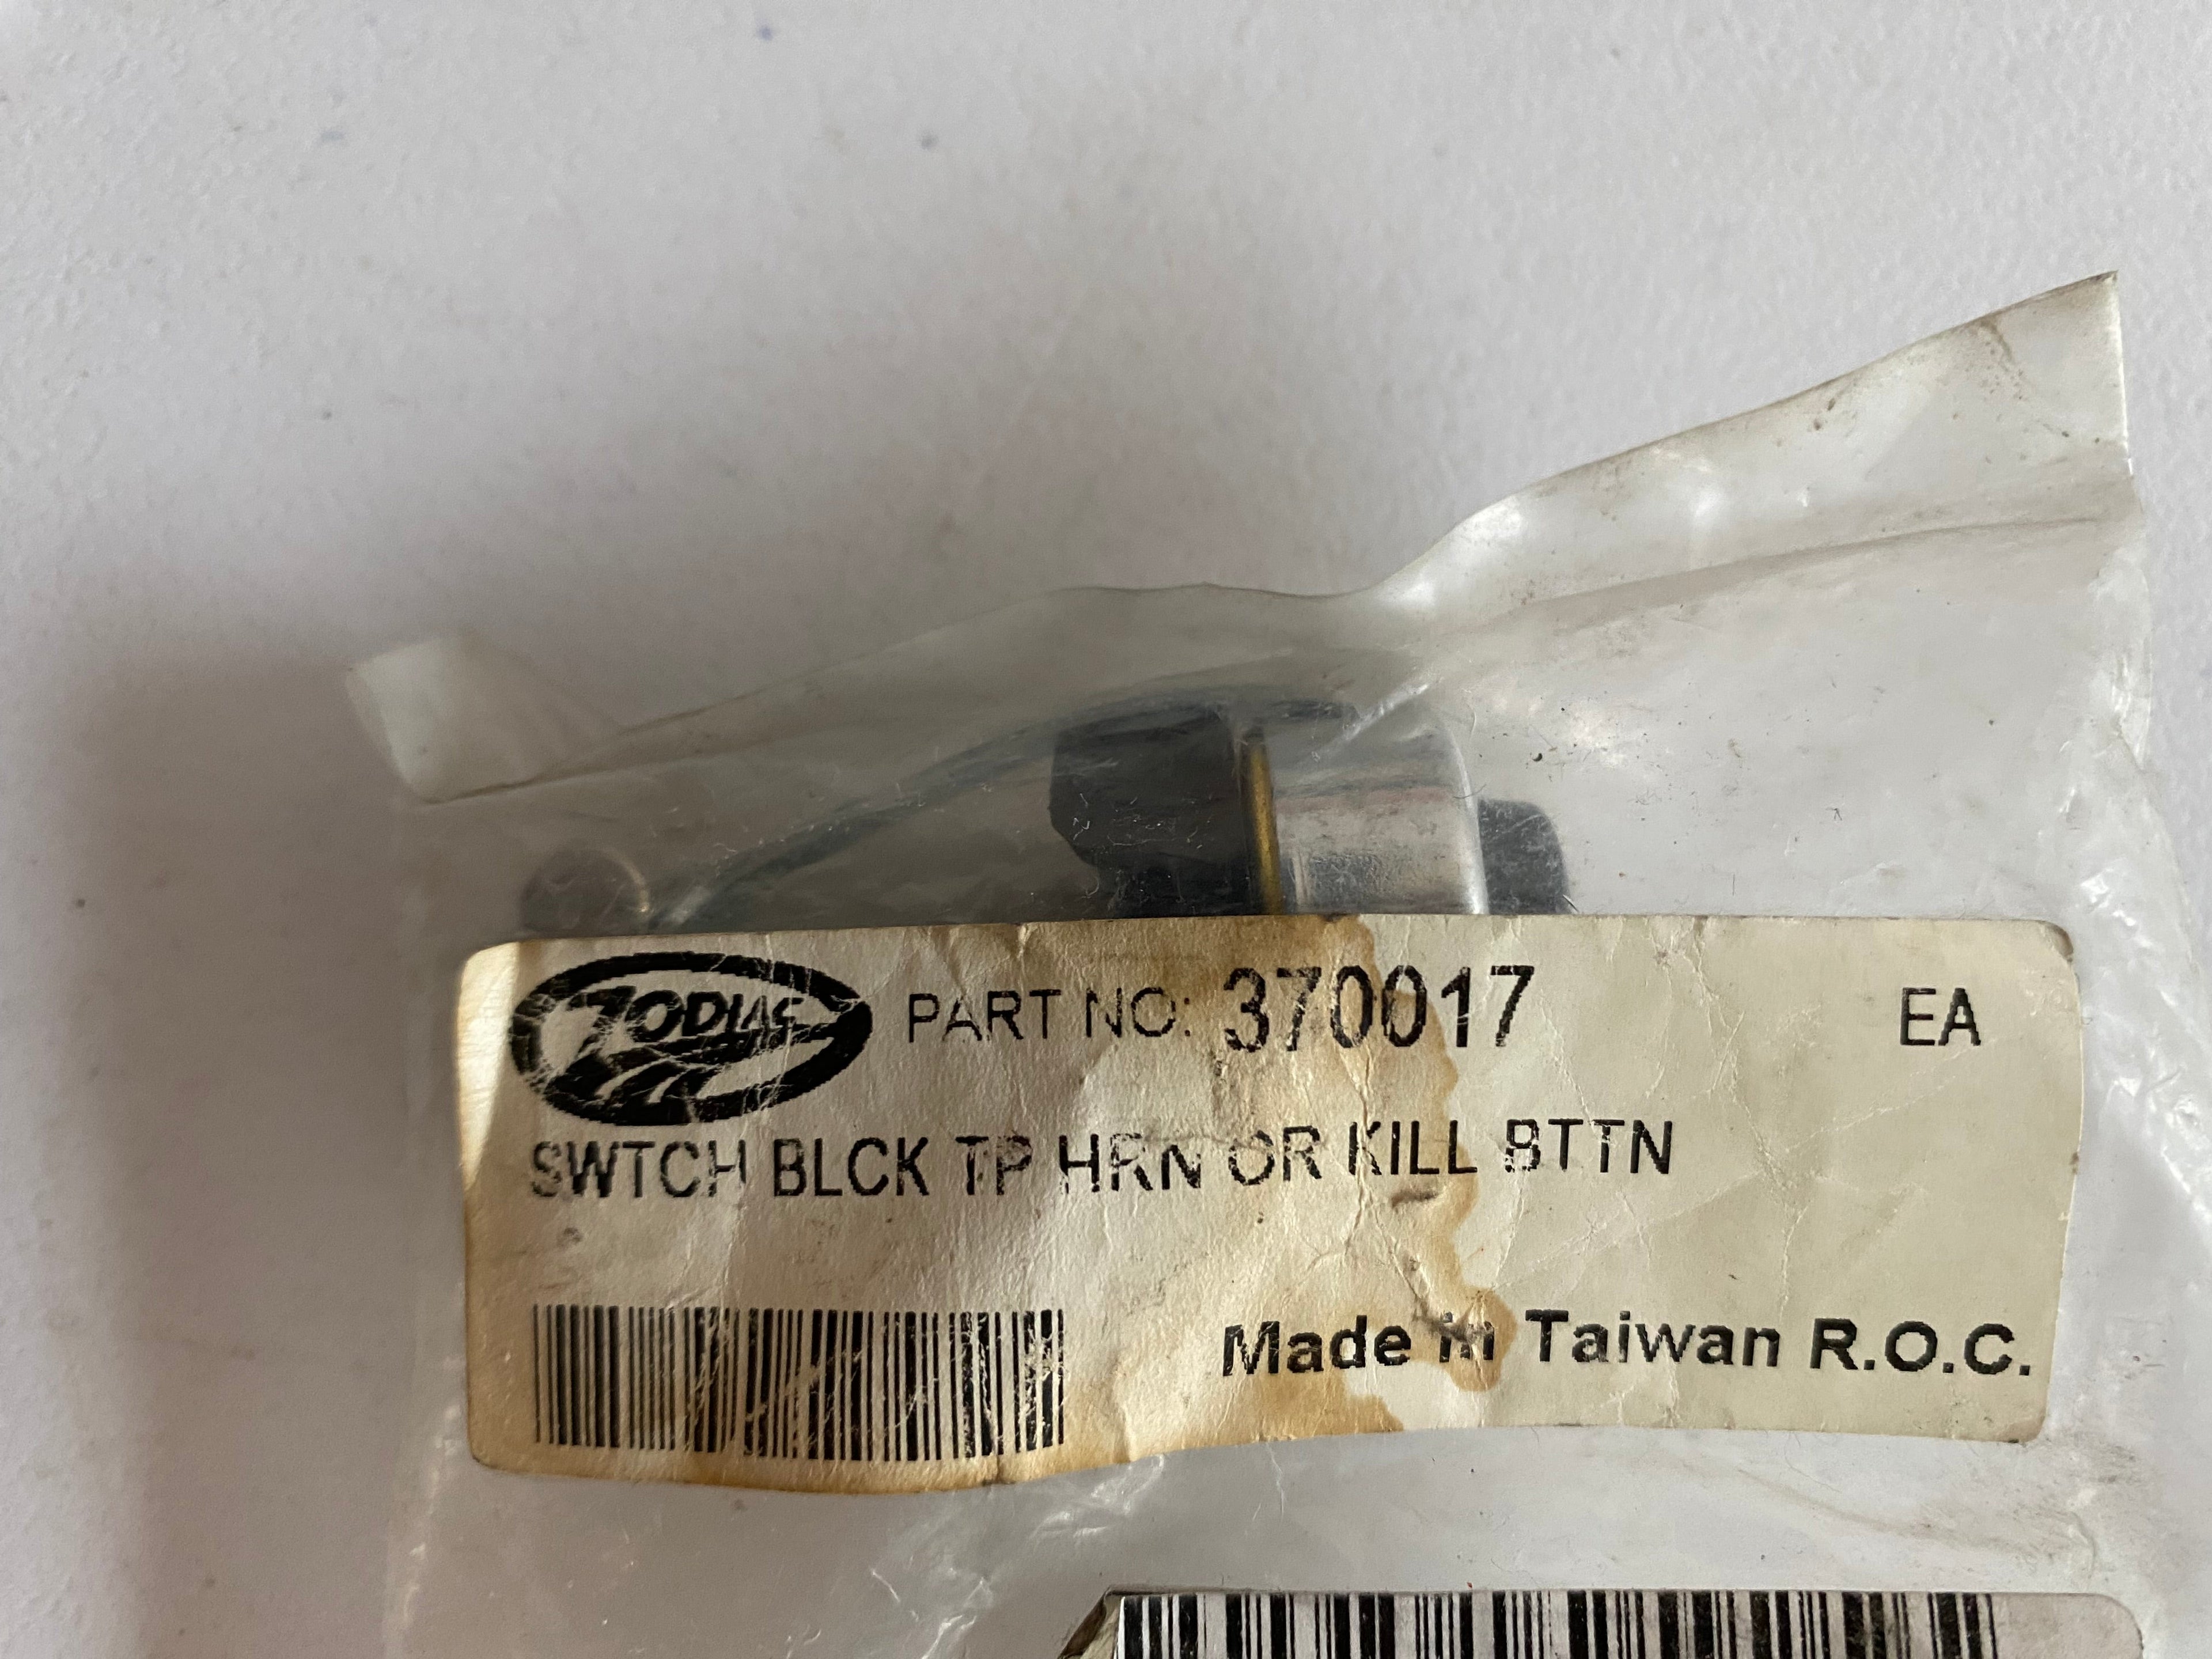 ZODIAC PART NO: 370017 EA
SWTCH BLCK TP HRN OR KILL BTTN
Made in Taiwan R.O.C.